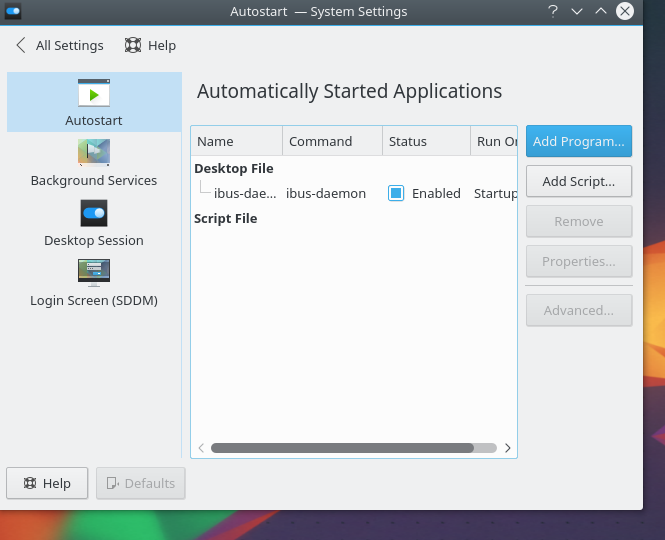 Autostart — System Settings
All Settings
Help
Automatically Started Applications
Autostart
Background Services
Desktop Session
Login Screen (SDDM)
Name Command Status Run On
Desktop File
ibus-dae... ibus-daemon Enabled Startup
Script File
Add Program...
Add Script...
Remove
Properties...
Advanced...
Help
Defaults